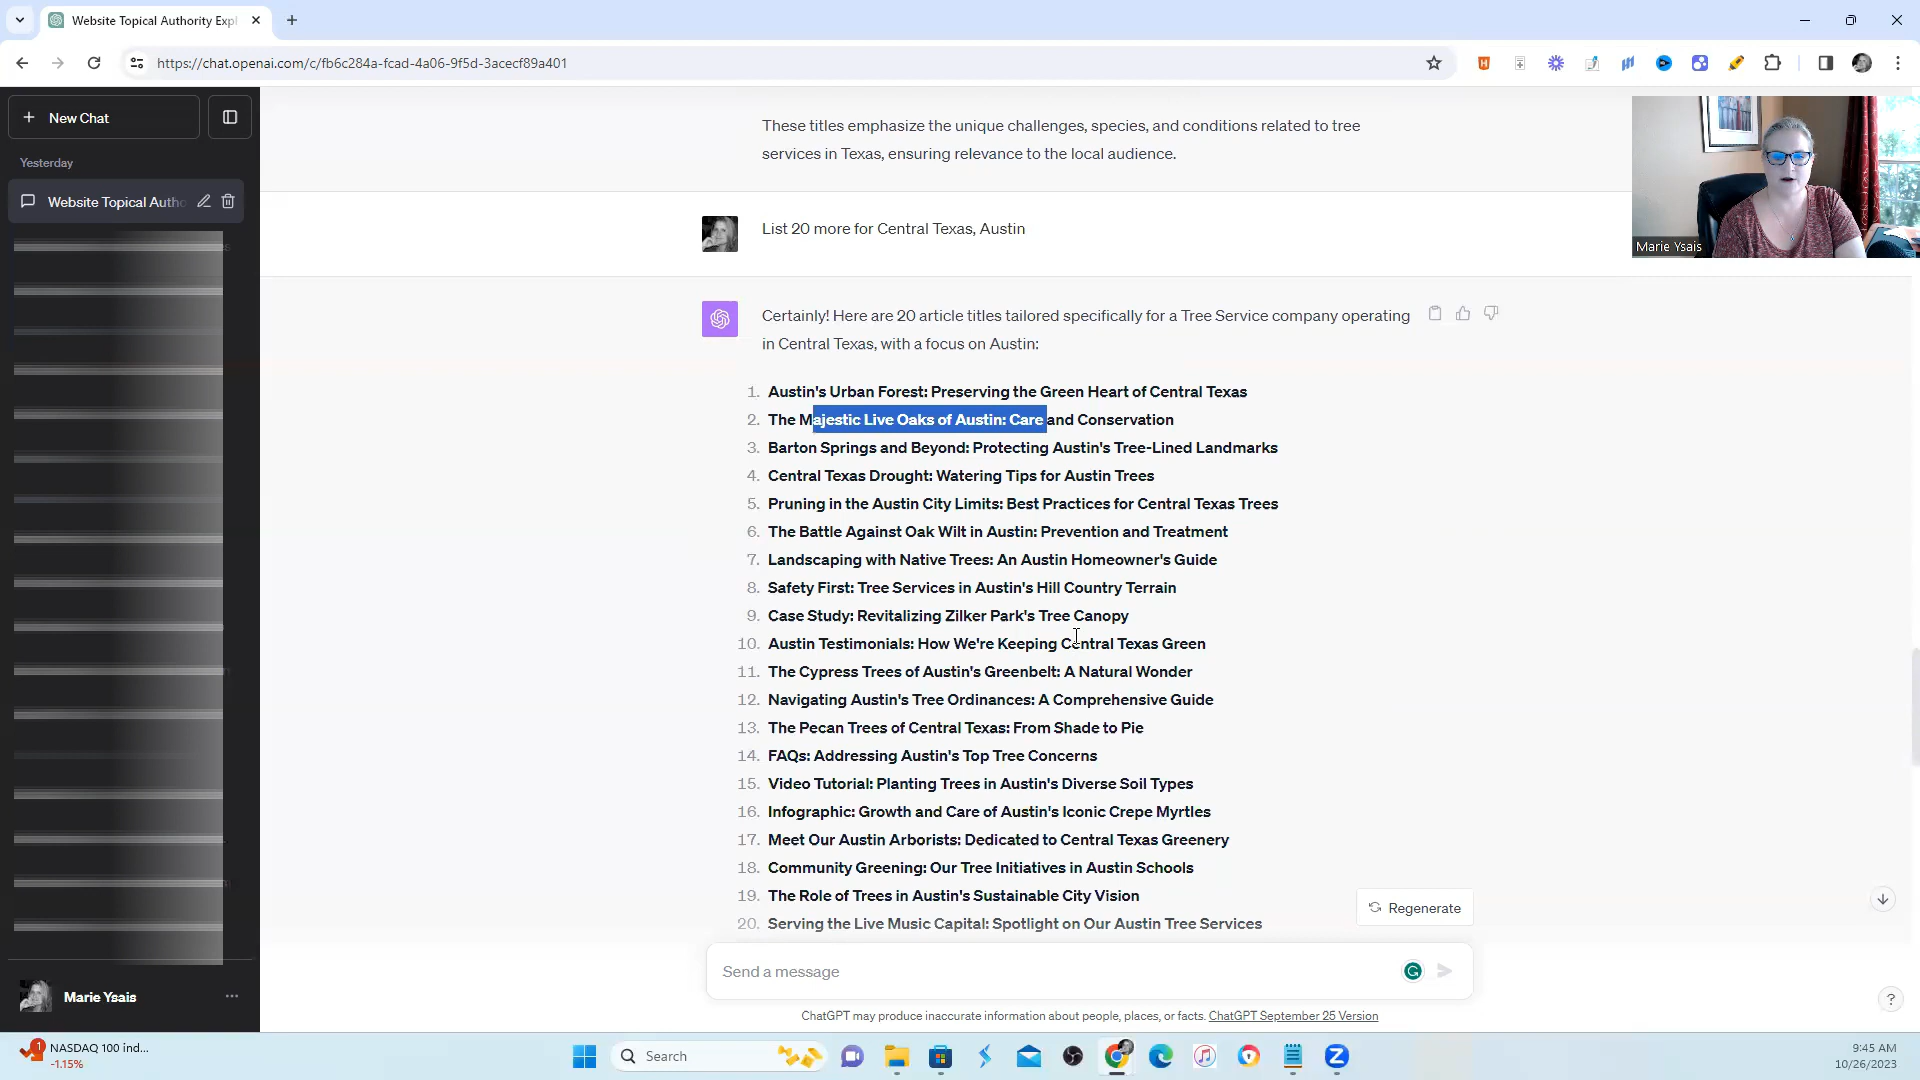 Website Topical Authority Expl
https://chat.openai.com/c/fb6c284a-fcad-4a06-9f5d-3acecf89a401
New Chat
Yesterday
Website Topical Autho
These titles emphasize the unique challenges, species, and conditions related to tree
services in Texas, ensuring relevance to the local audience.
Marie Ysais
List 20 more for Central Texas, Austin
Certainly! Here are 20 article titles tailored specifically for a Tree Service company operating
in Central Texas, with a focus on Austin:
1. Austin's Urban Forest: Preserving the Green Heart of Central Texas
2. The Majestic Live Oaks of Austin: Care and Conservation
3. Barton Springs and Beyond: Protecting Austin's Tree-Lined Landmarks
4. Central Texas Drought: Watering Tips for Austin Trees
5. Pruning in the Austin City Limits: Best Practices for Central Texas Trees
6. The Battle Against Oak Wilt in Austin: Prevention and Treatment
7. Landscaping with Native Trees: An Austin Homeowner's Guide
8. Safety First: Tree Services in Austin's Hill Country Terrain
9. Case Study: Revitalizing Zilker Park's Tree Canopy
10. Austin Testimonials: How We're Keeping Central Texas Green
11. The Cypress Trees of Austin's Greenbelt: A Natural Wonder
12. Navigating Austin's Tree Ordinances: A Comprehensive Guide
13. The Pecan Trees of Central Texas: From Shade to Pie
14. FAQs: Addressing Austin's Top Tree Concerns
15. Video Tutorial: Planting Trees in Austin's Diverse Soil Types
16. Infographic: Growth and Care of Austin's Iconic Crepe Myrtles
17. Meet Our Austin Arborists: Dedicated to Central Texas Greenery
18. Community Greening: Our Tree Initiatives in Austin Schools
19. The Role of Trees in Austin's Sustainable City Vision
20. Serving the Live Music Capital: Spotlight on Our Austin Tree Services
Regenerate
Send a message
Marie Ysais
ChatGPT may produce inaccurate information about people, places, or facts. ChatGPT September 25 Version
?
1
NASDAQ 100 ind...
-1.15%
Search
9:45 AM
10/26/2023